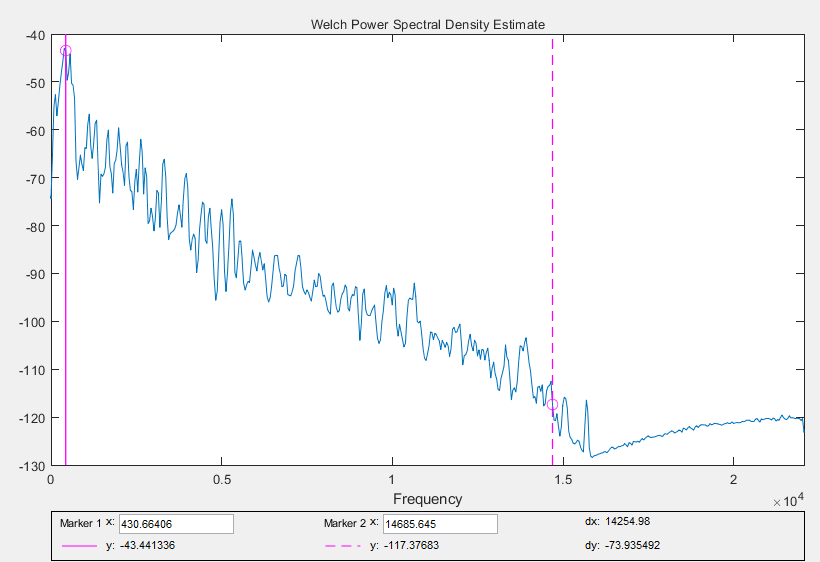 Welch Power Spectral Density Estimate
-40
-50
-60
-70
-80
-90
-100
-110
-120
-130
0 0.5 1 1.5 2
×10^4
Frequency
Marker 1 x: 430.66406 Marker 2 x: 14685.645 dx: 14254.98
y: -43.441336 y: -117.37683 dy: -73.935492